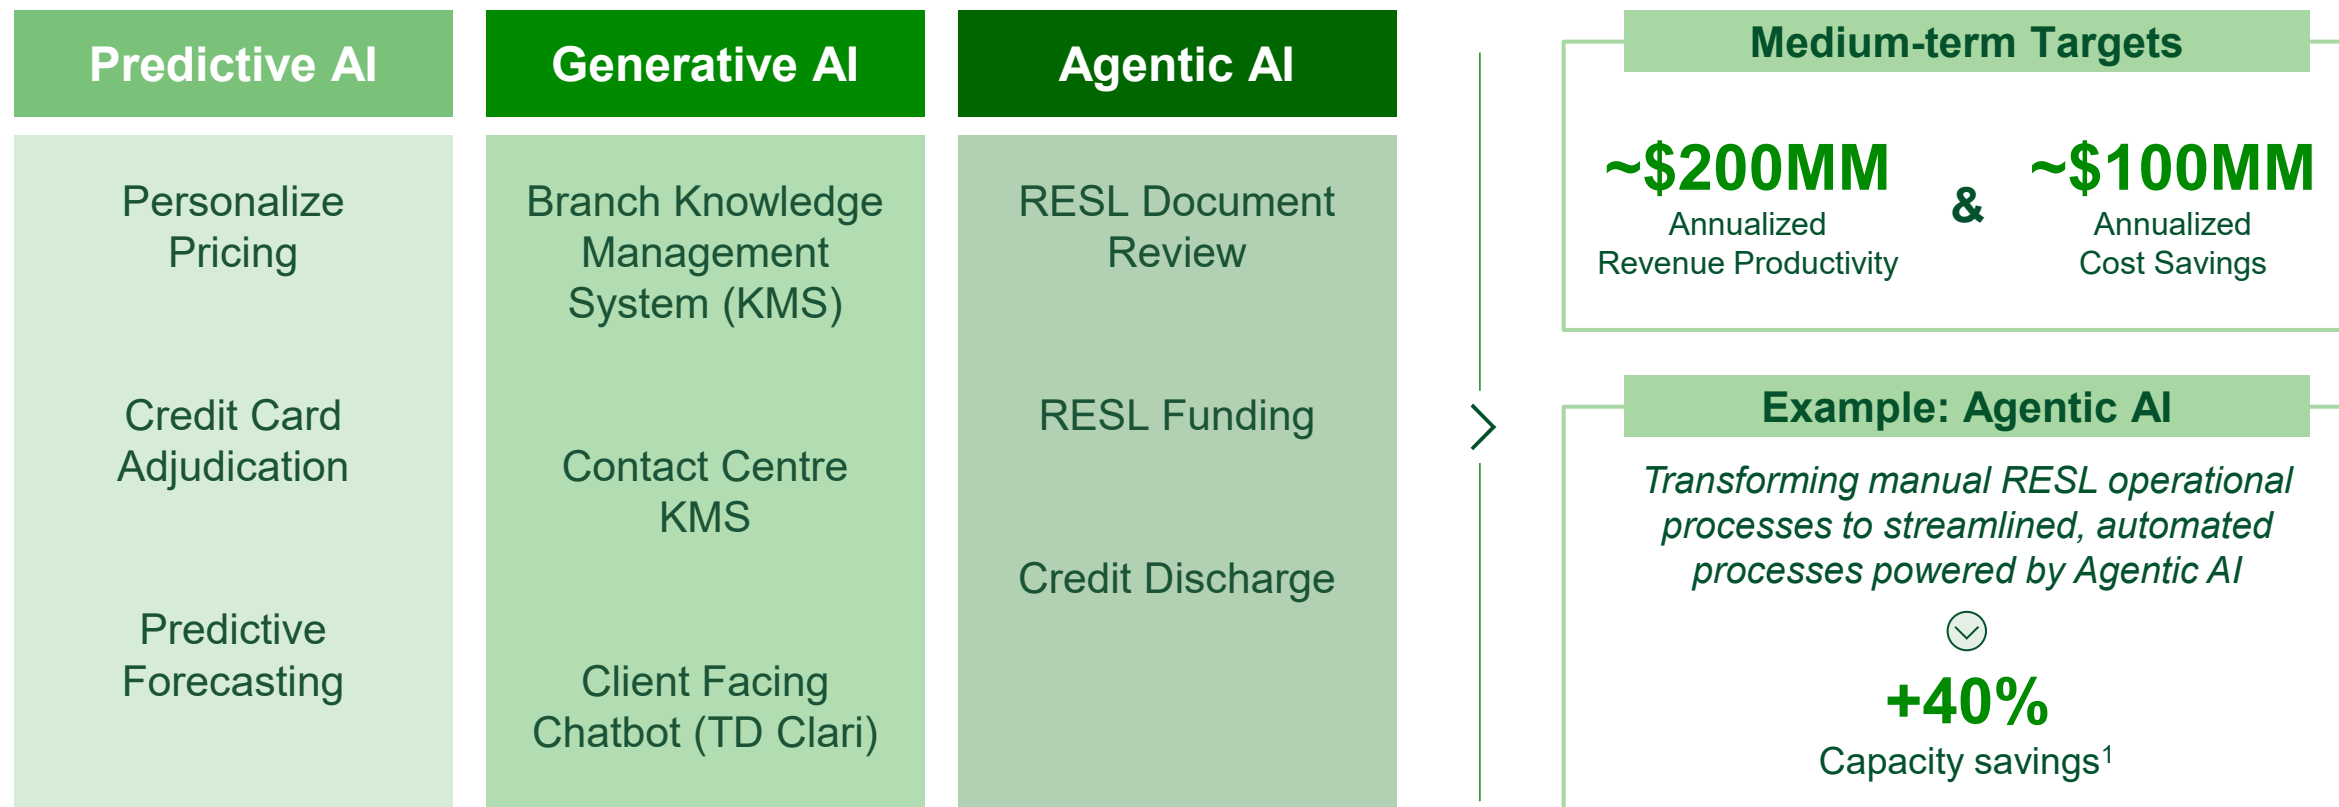 Predictive AI
Personalize
Pricing
Credit Card
Adjudication
Predictive
Forecasting
Generative AI
Branch Knowledge
Management
System (KMS)
Contact Centre
KMS
Client Facing
Chatbot (TD Clari)
Agentic AI
RESL Document
Review
RESL Funding
Credit Discharge
Medium-term Targets
~$200MM
Annualized
Revenue Productivity
&
~$100MM
Annualized
Cost Savings
Example: Agentic AI
Transforming manual RESL operational
processes to streamlined, automated
processes powered by Agentic AI
+40%
Capacity savings¹